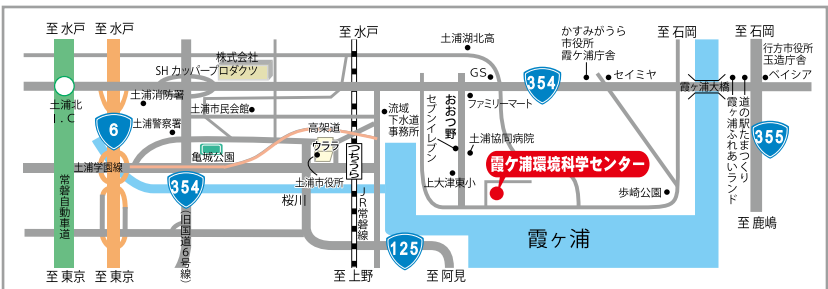 至 水戸
至 水戸
至 水戸
土浦湖北高
かすみがうら
市役所
霞ヶ浦庁舎
至 石岡
至 石岡
行方市役所
玉造庁舎
ベイシア
株式会社
SHカッパープロダクツ
GS
354
セイミヤ
霞ヶ浦大橋
土浦北
I.C
土浦消防署
土浦市民会館
流域
下水道
事務所
ファミリーマート
おおつ野
セブンイレブン
道の駅たまつくり
霞ヶ浦ふれあいランド
6
土浦警察署
高架道
ウララ
土浦協同病院
355
亀城公園
つちうら
霞ケ浦環境科学センター
土浦学園線
354
土浦市役所
上大津東小
歩崎公園
常磐自動車道
(旧国道6号線)
桜川
JR常磐線
至 鹿嶋
125
霞ヶ浦
至 東京
至 東京
至 上野
至 阿見